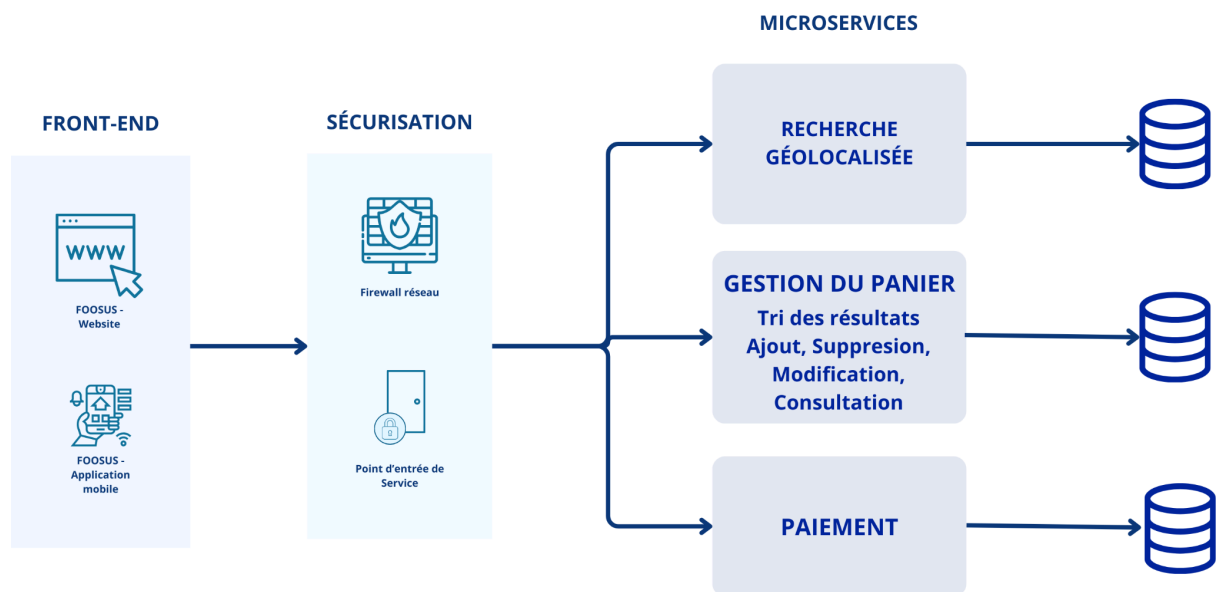 MICROSERVICES
FRONT-END
SÉCURISATION
WWW
FOOSUS -
Website
FOOSUS -
Application
mobile
Firewall réseau
Point d'entrée de
Service
RECHERCHE
GÉOLOCALISÉE
GESTION DU PANIER
Tri des résultats
Ajout, Suppresion,
Modification,
Consultation
PAIEMENT